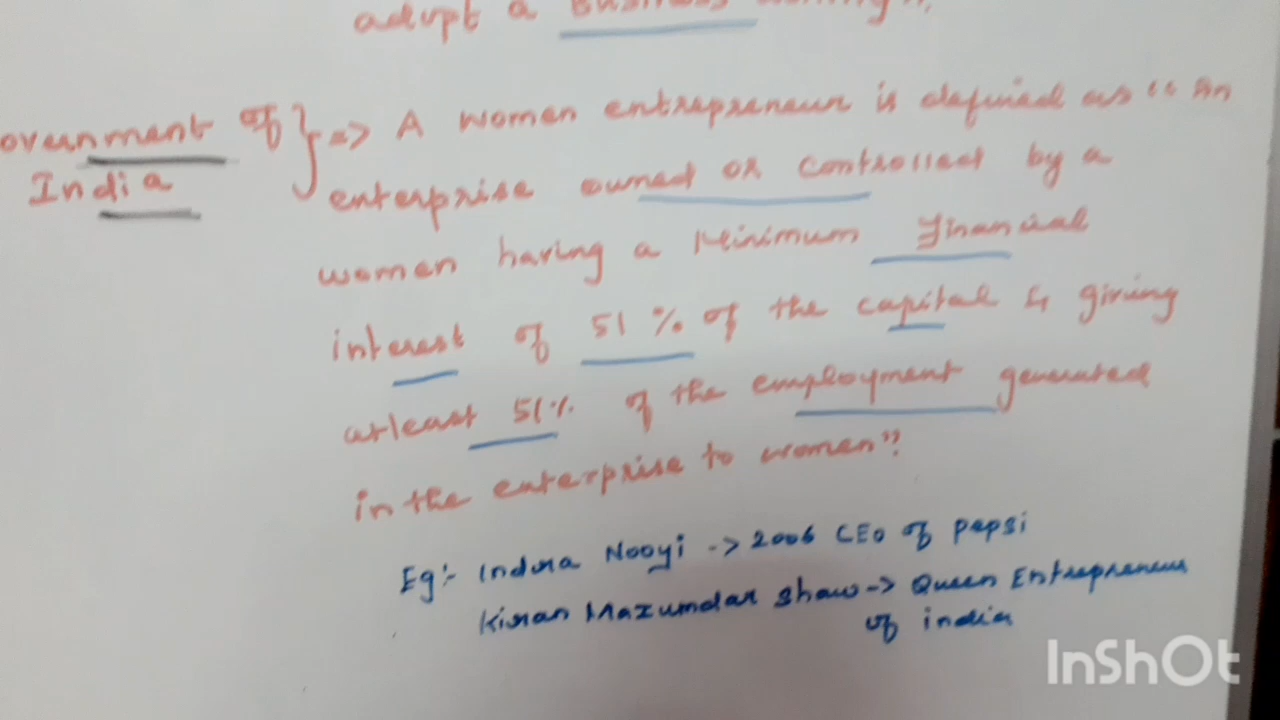 adopt a Business
overnment of } => A women entrepreneur is defined as "An
India
enterprise owned or controlled by a
women having a Minimum financial
interest of 51 % of the capital & giving
atleast 51% of the employment generated
in the enterprise to women"
Eg:- Indira Nooyi -> 2006 CEO of pepsi
Kiran Mazumdar Shaw -> Queen Entrepreneur
of india
InShOt